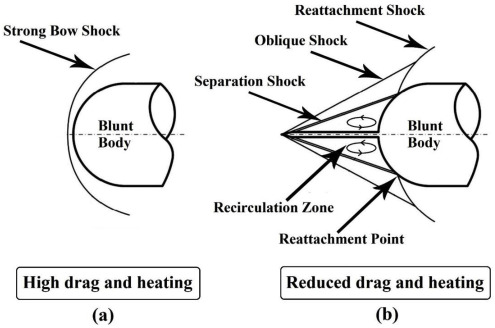 Strong Bow Shock
Blunt
Body
High drag and heating
(a)
Reattachment Shock
Oblique Shock
Separation Shock
Blunt
Body
Recirculation Zone
Reattachment Point
Reduced drag and heating
(b)